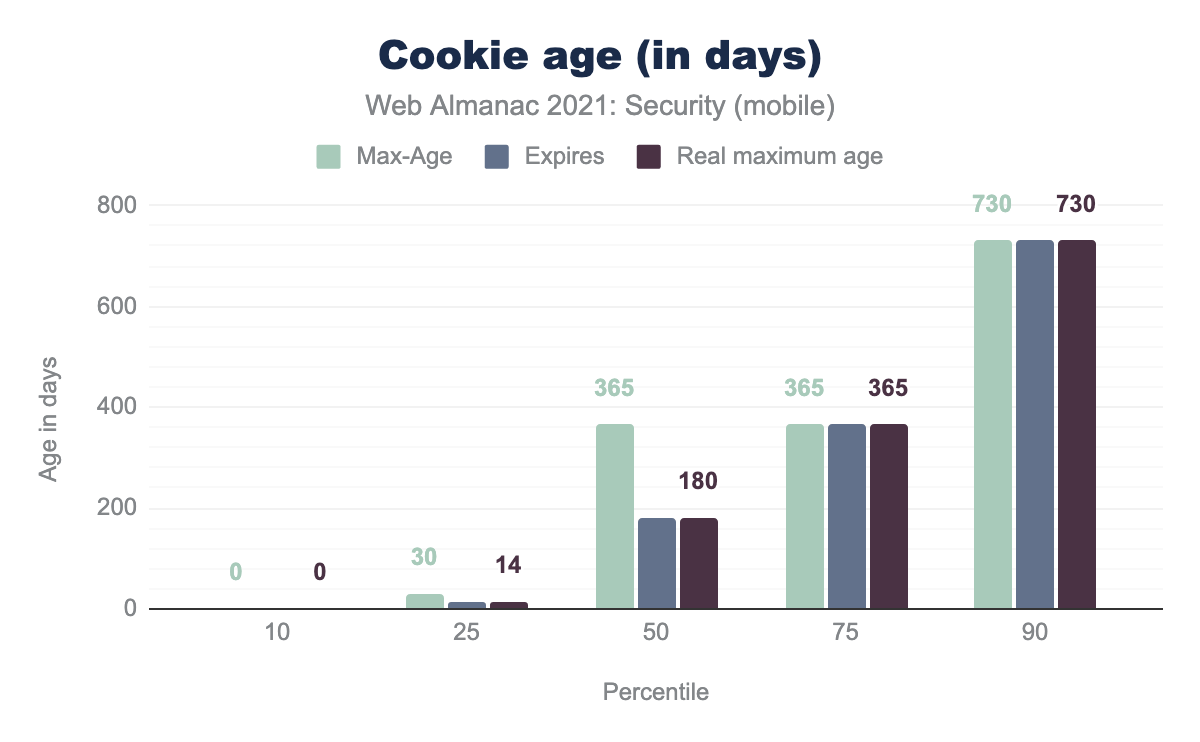 Cookie age (in days)
Web Almanac 2021: Security (mobile)
Max-Age Expires Real maximum age
800
600
400
200
0
Age in days
730 730
365 365 365
180
30 14
0 0
10 25 50 75 90
Percentile